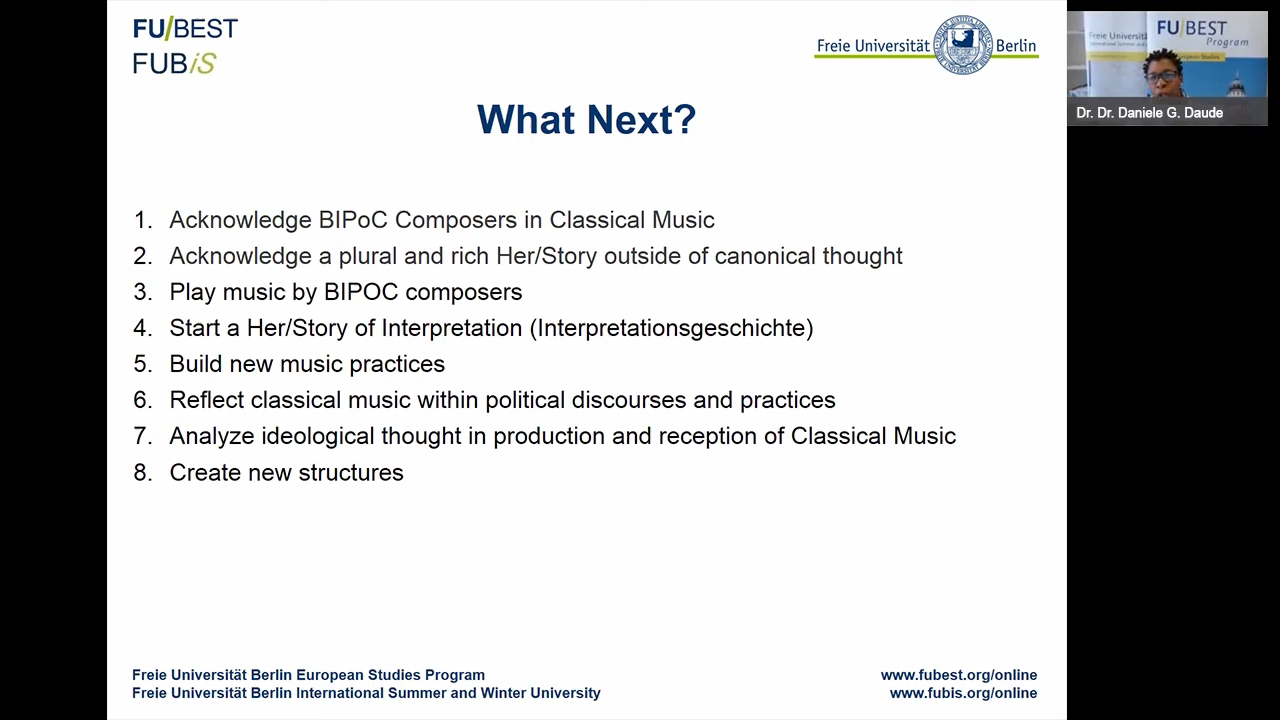 FU/BEST
FUBiS
Freie Universität Berlin
What Next?
1. Acknowledge BIPoC Composers in Classical Music
2. Acknowledge a plural and rich Her/Story outside of canonical thought
3. Play music by BIPOC composers
4. Start a Her/Story of Interpretation (Interpretationsgeschichte)
5. Build new music practices
6. Reflect classical music within political discourses and practices
7. Analyze ideological thought in production and reception of Classical Music
8. Create new structures
Freie Universität Berlin European Studies Program
Freie Universität Berlin International Summer and Winter University
www.fubest.org/online
www.fubis.org/online
Freie Universit
FU/BEST
Program
Dr. Dr. Daniele G. Daude